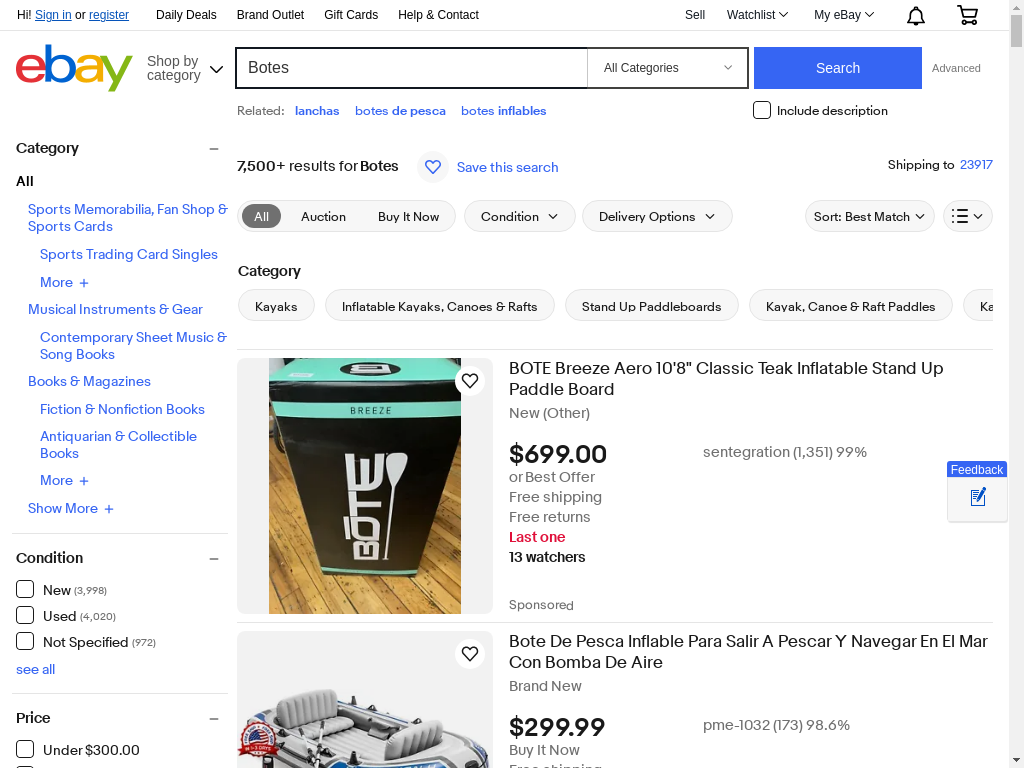 Hi! Sign in or register
Daily Deals
Brand Outlet
Gift Cards
Help & Contact
Sell
Watchlist
My eBay
ebay
Shop by category
Botes
All Categories
Search
Advanced
Related:
lanchas
botes de pesca
botes inflables
Include description
Category
All
Sports Memorabilia, Fan Shop &
Sports Cards
Sports Trading Card Singles
More
Musical Instruments & Gear
Contemporary Sheet Music &
Song Books
Books & Magazines
Fiction & Nonfiction Books
Antiquarian & Collectible
Books
More
Show More
Condition
New (3,998)
Used (4,020)
Not Specified (972)
see all
Price
Under $300.00
7,500+ results for Botes
Save this search
Shipping to 23917
All
Auction
Buy It Now
Condition
Delivery Options
Sort: Best Match
Category
Kayaks
Inflatable Kayaks, Canoes & Rafts
Stand Up Paddleboards
Kayak, Canoe & Raft Paddles
Ka
BREEZE
BOTE
BOTE Breeze Aero 10'8" Classic Teak Inflatable Stand Up
Paddle Board
New (Other)
$699.00
or Best Offer
Free shipping
Free returns
Last one
13 watchers
sentegration (1,351) 99%
Sponsored
Feedback
Bote De Pesca Inflable Para Salir A Pescar Y Navegar En El Mar
Con Bomba De Aire
Brand New
$299.99
Buy It Now
Free shipping
pme-1032 (173) 98.6%